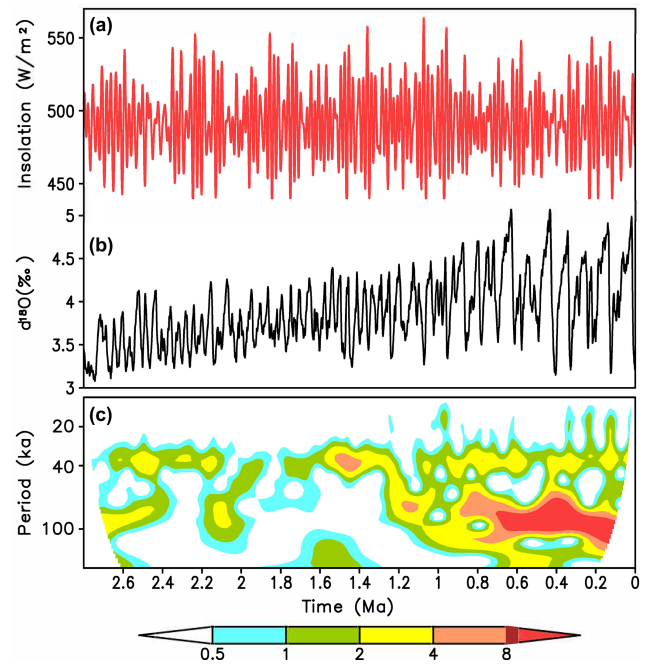 (a)
Insolation (W/m²)
550
500
450
(b)
d¹⁸O(‰)
5
4.5
4
3.5
3
(c)
Period (ka)
20
40
100
2.6 2.4 2.2 2 1.8 1.6 1.4 1.2 1 0.8 0.6 0.4 0.2 0
Time (Ma)
0.5 1 2 4 8